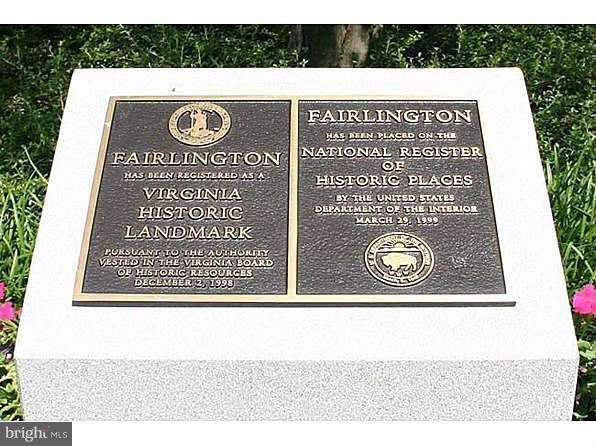 FAIRLINGTON
HAS BEEN REGISTERED AS A
VIRGINIA
HISTORIC
LANDMARK
PURSUANT TO THE AUTHORITY
VESTED IN THE VIRGINIA BOARD
OF HISTORIC RESOURCES
DECEMBER 2, 1998
FAIRLINGTON
HAS BEEN PLACED ON THE
NATIONAL REGISTER
OF
HISTORIC PLACES
BY THE UNITED STATES
DEPARTMENT OF THE INTERIOR
MARCH 29, 1999
bright MLS